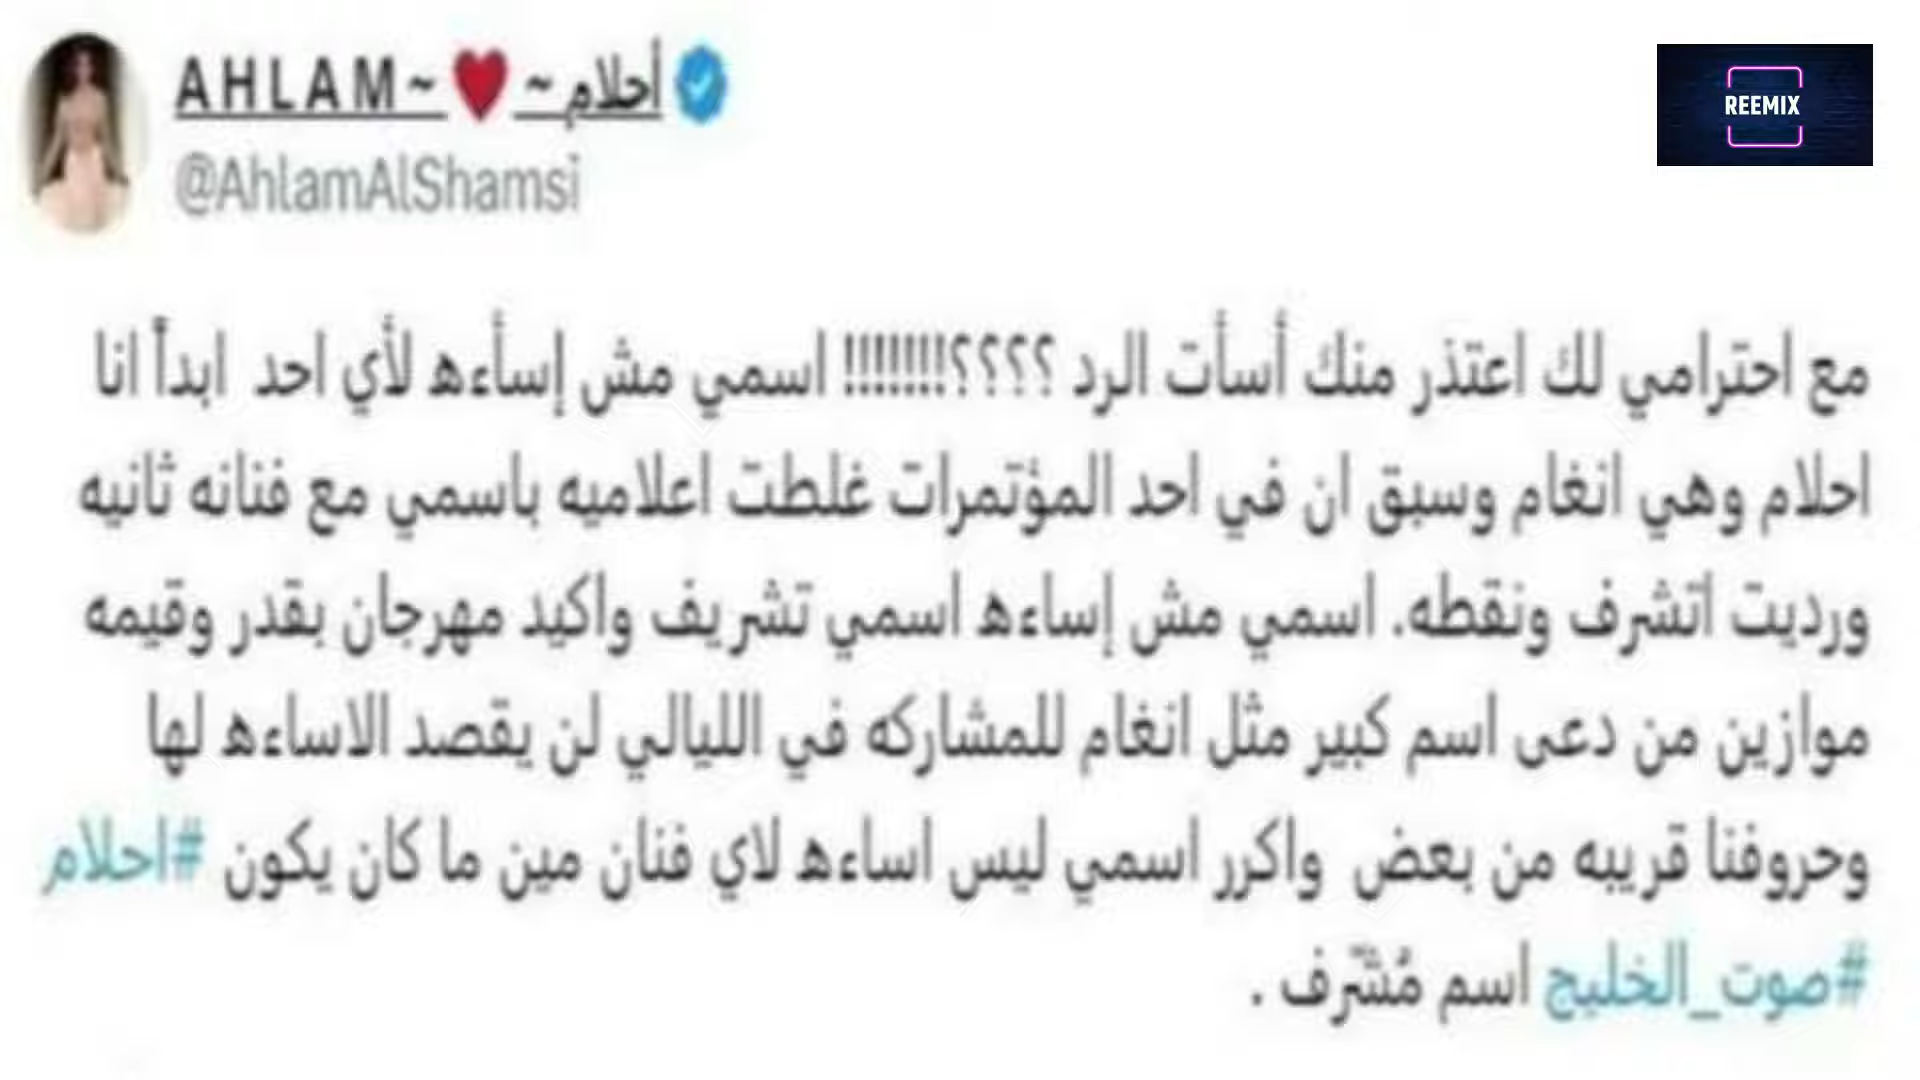 AHLAM~❤️~أحلام
@AhlamAlShamsi
REEMIX
مع احترامي لك اعتذر منك أسأت الرد ؟؟؟؟!!!!!!! اسمي مش إسأءه لأي احد ابدأ انا
احلام وهي انغام وسبق ان في احد المؤتمرات غلطت اعلاميه باسمي مع فنانه ثانيه
ورديت اتشرف ونقطه. اسمي مش إساءه اسمي تشريف واكيد مهرجان بقدر وقيمه
موازين من دعى اسم كبير مثل انغام للمشاركه في الليالي لن يقصد الاساءه لها
وحروفنا قريبه من بعض واكرر اسمي ليس اساءه لاي فنان مين ما كان يكون #احلام
#صوت_الخليج اسم مُشرف .